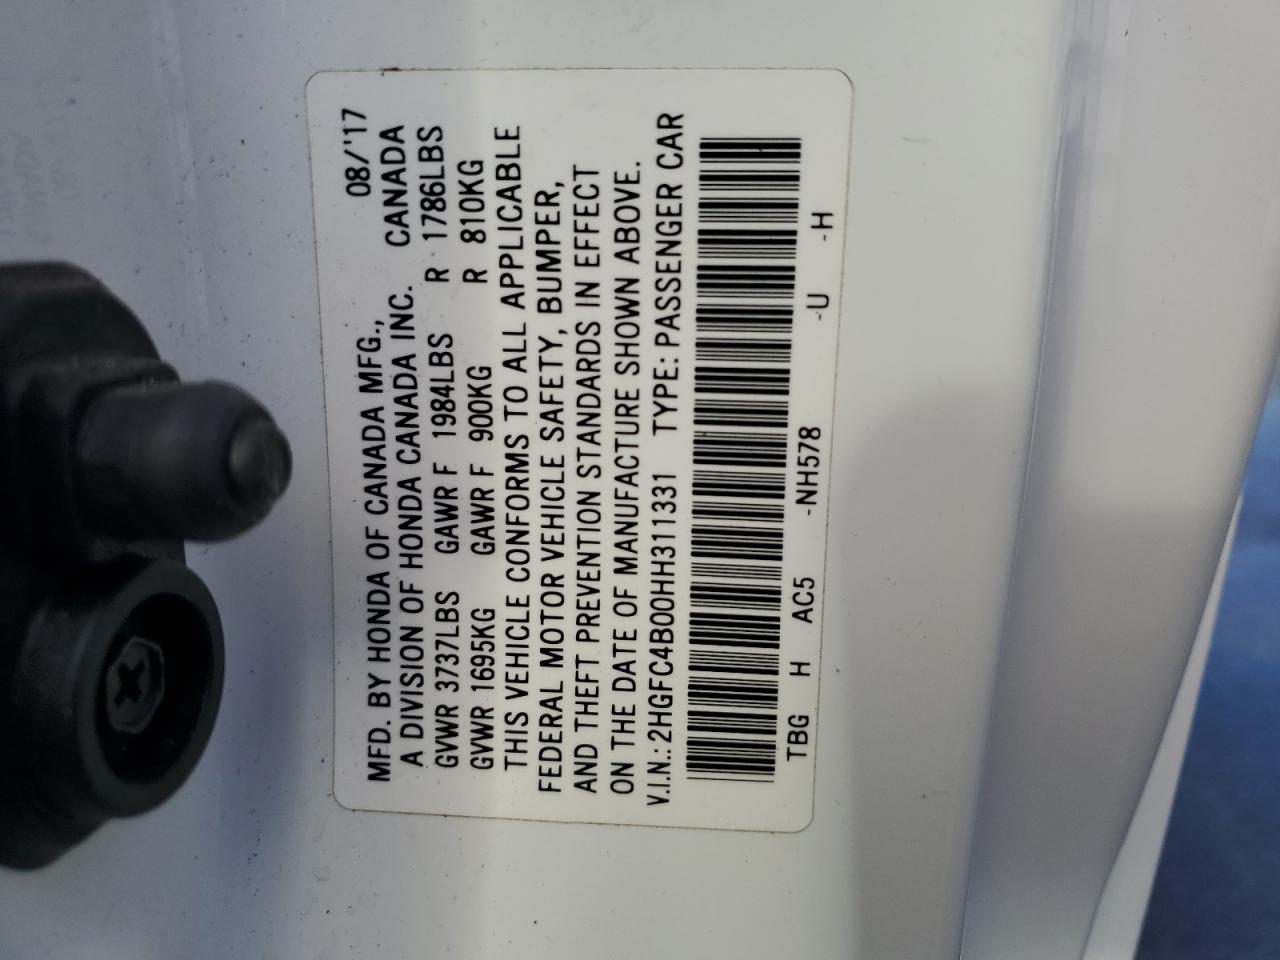 MFD. BY HONDA OF CANADA MFG., 08/'17
A DIVISION OF HONDA CANADA INC. CANADA
GVWR 3737LBS GAWR F 1984LBS R 1786LBS
GVWR 1695KG GAWR F 900KG R 810KG
THIS VEHICLE CONFORMS TO ALL APPLICABLE
FEDERAL MOTOR VEHICLE SAFETY, BUMPER,
AND THEFT PREVENTION STANDARDS IN EFFECT
ON THE DATE OF MANUFACTURE SHOWN ABOVE.
V.I.N.:2HGFC4B00HH311331 TYPE:PASSENGER CAR
TBG H AC5 -NH578 -U -H